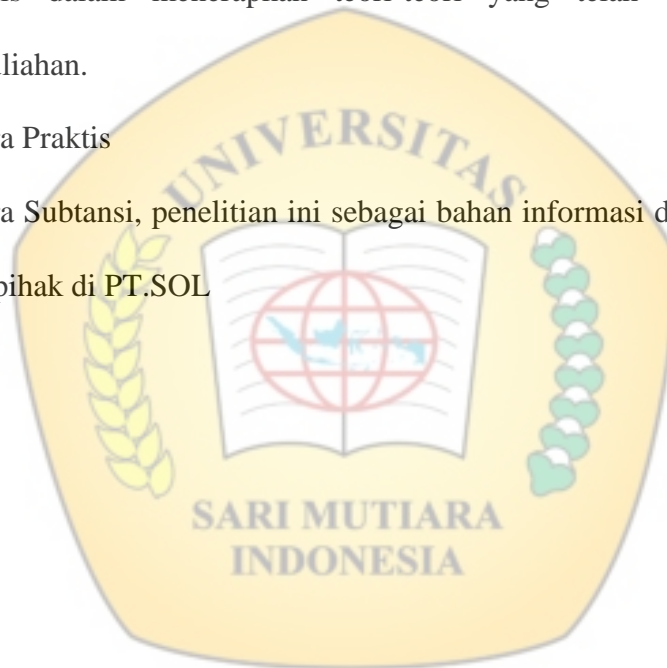 is dalam menerapkan teori-teori yang telah
uliahan.
a Praktis
a Subtansi, penelitian ini sebagai bahan informasi d
pihak di PT.SOL
UNIVERSITAS
SARI MUTIARA
INDONESIA